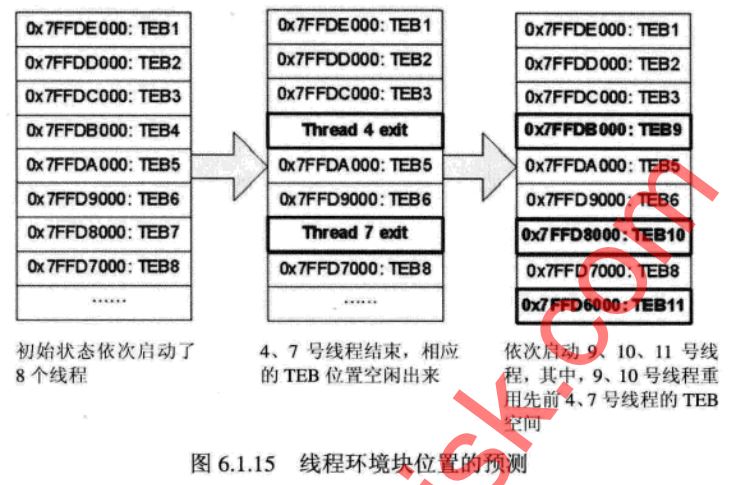 0x7FFDE000: TEB1
0x7FFDD000: TEB2
0x7FFDC000: TEB3
0x7FFDB000: TEB4
0x7FFDA000: TEB5
0x7FFD9000: TEB6
0x7FFD8000: TEB7
0x7FFD7000: TEB8
……
初始状态依次启动了
8 个线程
0x7FFDE000: TEB1
0x7FFDD000: TEB2
0x7FFDC000: TEB3
Thread 4 exit
0x7FFDA000: TEB5
0x7FFD9000: TEB6
Thread 7 exit
0x7FFD7000: TEB8
……
4、7 号线程结束，相应
的 TEB 位置空闲出来
0x7FFDE000: TEB1
0x7FFDD000: TEB2
0x7FFDC000: TEB3
0x7FFDB000: TEB9
0x7FFDA000: TEB5
0x7FFD9000: TEB6
0x7FFD8000: TEB10
0x7FFD7000: TEB8
0x7FFD6000: TEB11
依次启动 9、10、11 号线
程，其中，9、10 号线程重
用先前 4、7 号线程的 TEB
空间
图 6.1.15 线程环境块位置的预测
sk.com